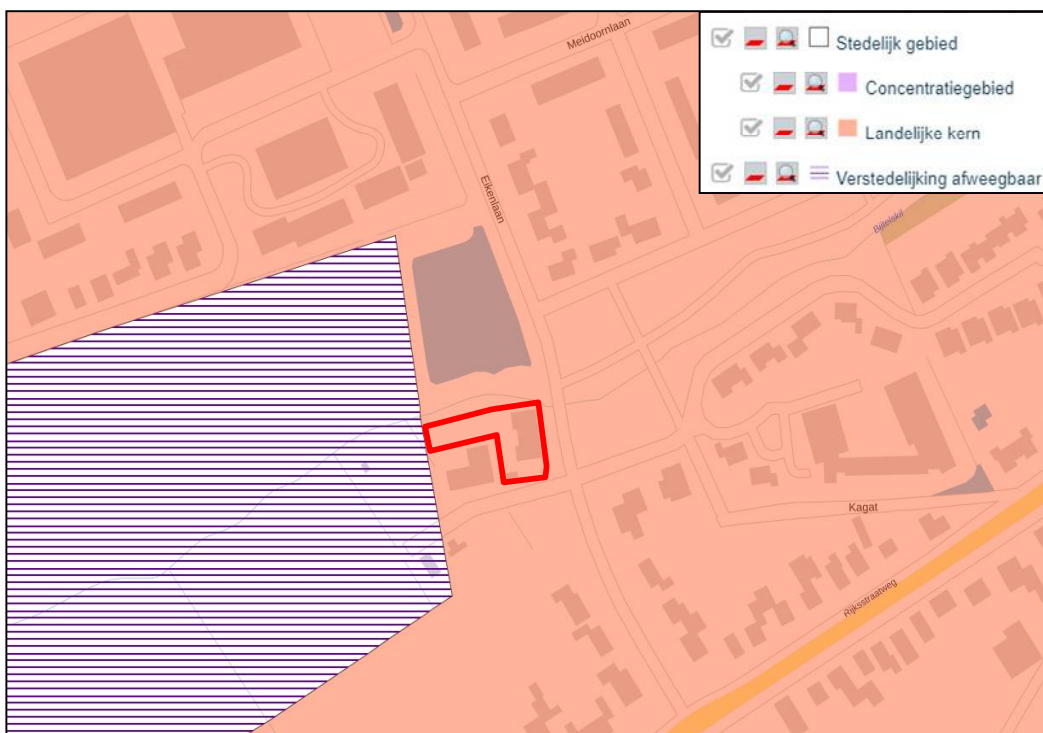 Meidoornlaan
Stedelijk gebied
Concentratiegebied
Landelijke kern
Verstedelijking afweegbaar
Eikenlaan
Bijtelskil
Kagat
Rijksstraatweg